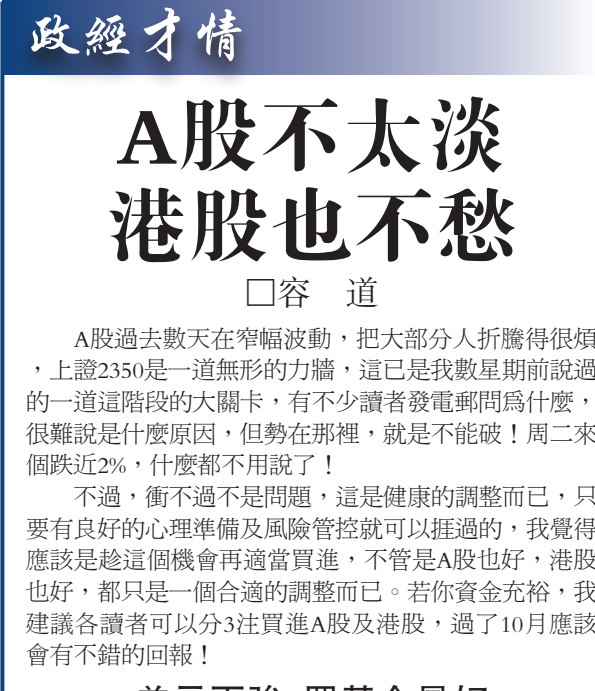 政經才情
A股不太淡
港股也不愁
□容　道
A股過去數天在窄幅波動，把大部分人折騰得很煩
，上證2350是一道無形的力牆，這已是我數星期前說過
的一道這階段的大關卡，有不少讀者發電郵問爲什麼，
很難說是什麼原因，但勢在那裡，就是不能破！周二來
個跌近2%，什麼都不用說了！
不過，衝不過不是問題，這是健康的調整而已，只
要有良好的心理準備及風險管控就可以捱過的，我覺得
應該是趁這個機會再適當買進，不管是A股也好，港股
也好，都只是一個合適的調整而已。若你資金充裕，我
建議各讀者可以分3注買進A股及港股，過了10月應該
會有不錯的回報！